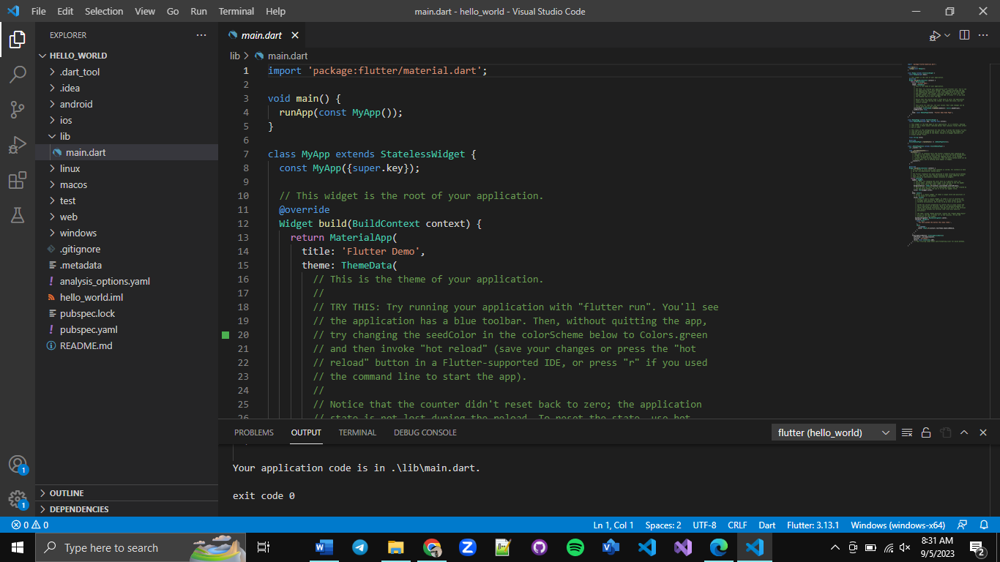 File Edit Selection View Go Run Terminal Help
main.dart - hello_world - Visual Studio Code
EXPLORER
HELLO_WORLD
.dart_tool
.idea
android
ios
lib
main.dart
linux
macos
test
web
windows
.gitignore
.metadata
analysis_options.yaml
hello_world.iml
pubspec.lock
pubspec.yaml
README.md
OUTLINE
DEPENDENCIES
1
1
main.dart
lib > main.dart
1 import 'package:flutter/material.dart';
2
3 void main() {
4 runApp(const MyApp());
5 }
6
7 class MyApp extends StatelessWidget {
8 const MyApp({super.key});
9
10 // This widget is the root of your application.
11 @override
12 Widget build(BuildContext context) {
13 return MaterialApp(
14 title: 'Flutter Demo',
15 theme: ThemeData(
16 // This is the theme of your application.
17 //
18 // TRY THIS: Try running your application with "flutter run". You'll see
19 // the application has a blue toolbar. Then, without quitting the app,
20 // try changing the seedColor in the colorScheme below to Colors.green
21 // and then invoke "hot reload" (save your changes or press the "hot
22 // reload" button in a Flutter-supported IDE, or press "r" if you used
23 // the command line to start the app).
24 //
25 // Notice that the counter didn't reset back to zero; the application
26 // state is not lost during the reload. To reset the state, use hot
PROBLEMS OUTPUT TERMINAL DEBUG CONSOLE
flutter (hello_world)
Your application code is in .\lib\main.dart.
exit code 0
0 0
Ln 1, Col 1 Spaces: 2 UTF-8 CRLF Dart Flutter: 3.13.1 Windows (windows-x64)
Type here to search
8:31 AM
9/5/2023
2